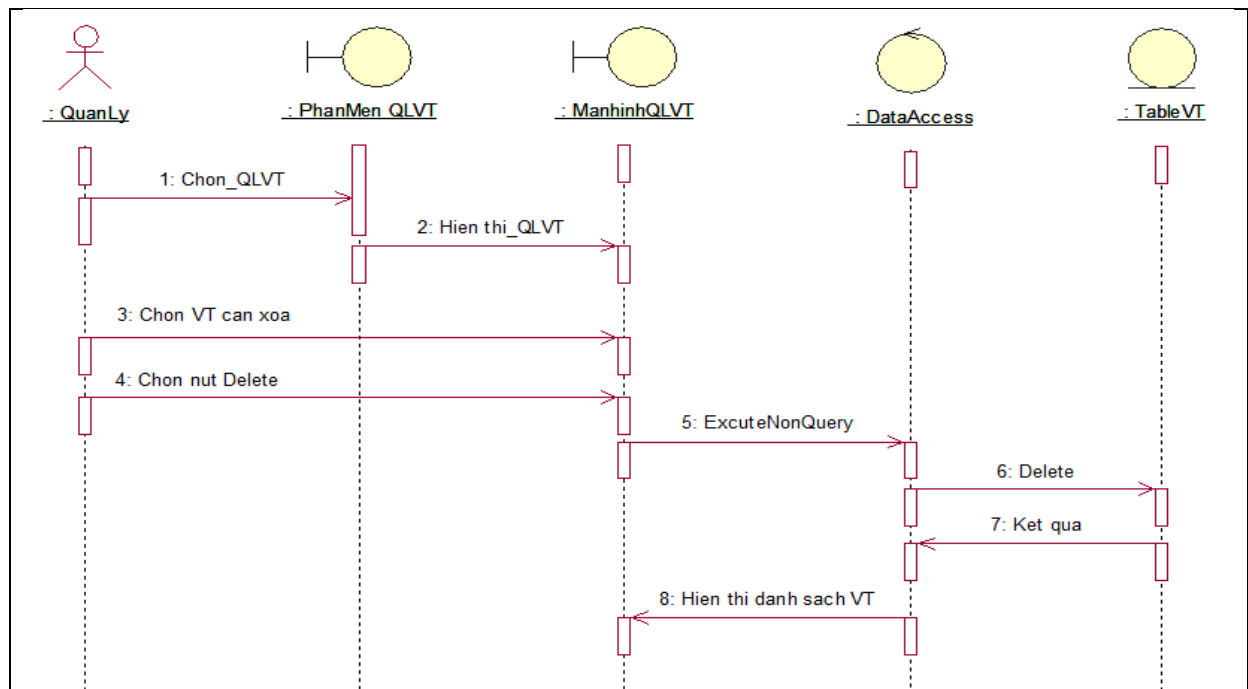 : QuanLy
: PhanMen QLVT
: ManhinhQLVT
: DataAccess
: TableVT
1: Chon_QLVT
2: Hien thi_QLVT
3: Chon VT can xoa
4: Chon nut Delete
5: ExcuteNonQuery
6: Delete
7: Ket qua
8: Hien thi danh sach VT